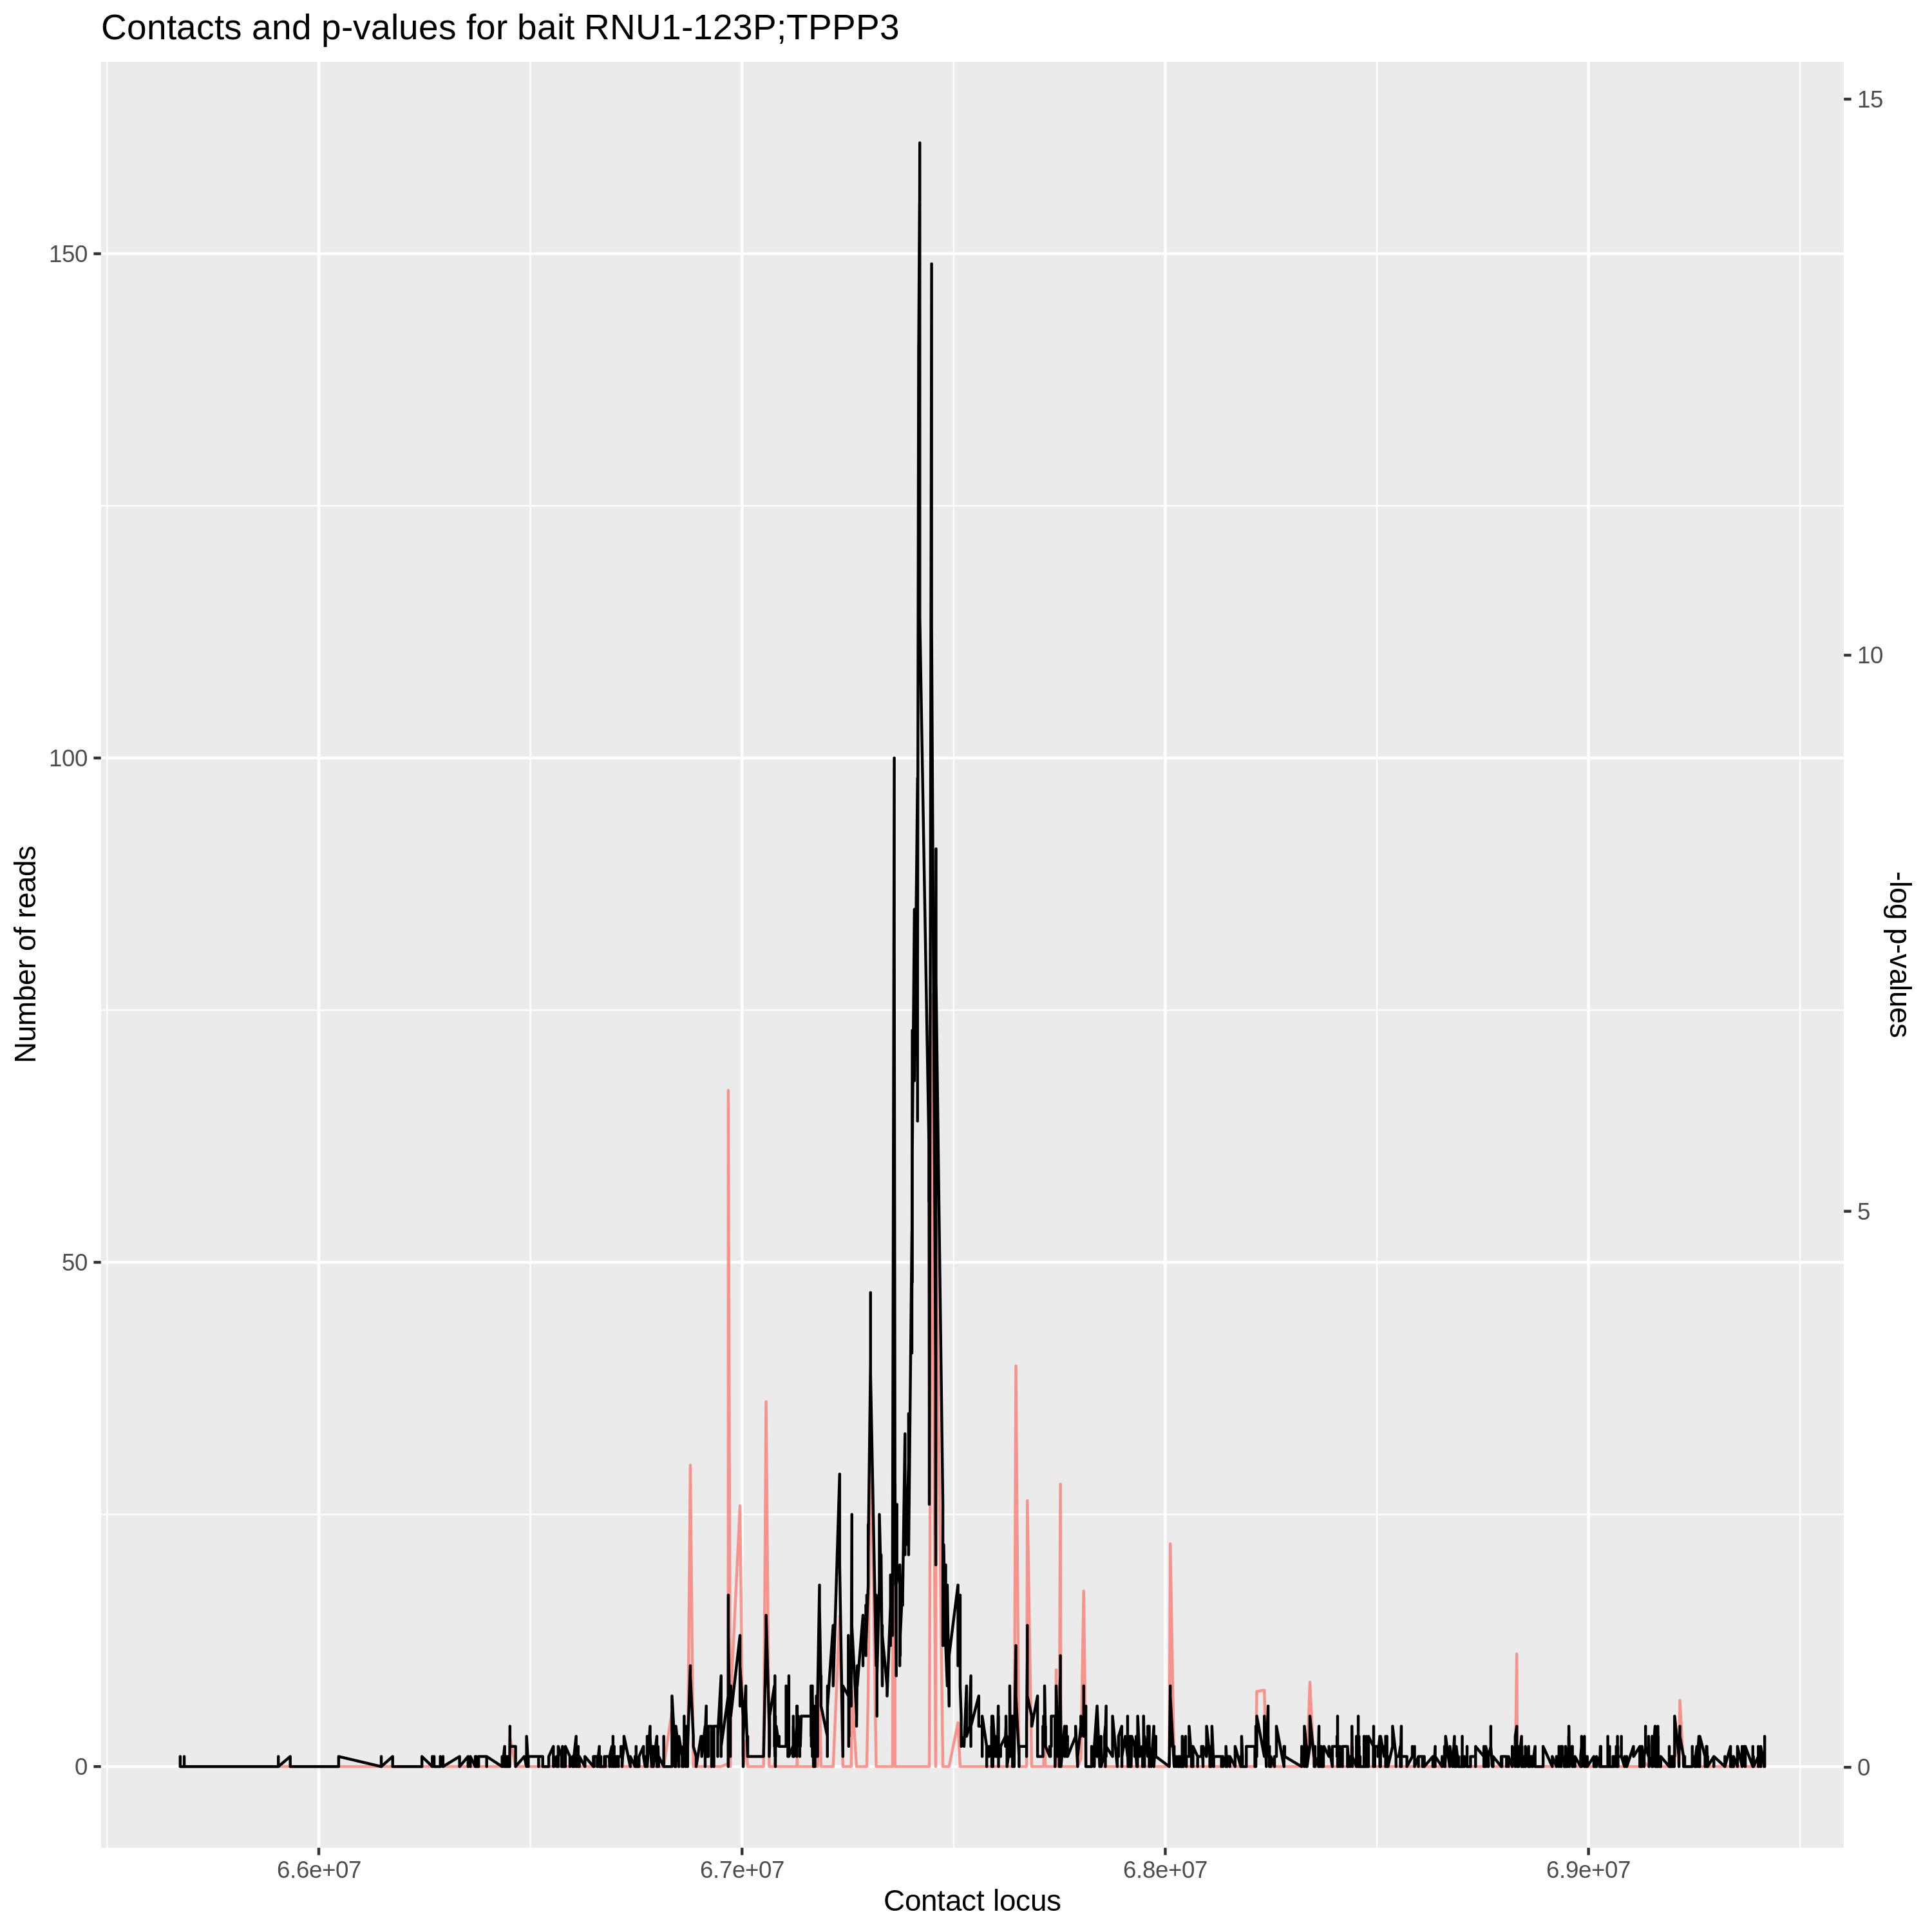 Contacts and p-values for bait RNU1-123P;TPPP3
15
150
10
100
Number of reads
-log p-values
5
50
0
0
6.6e+07
6.7e+07
6.8e+07
6.9e+07
Contact locus